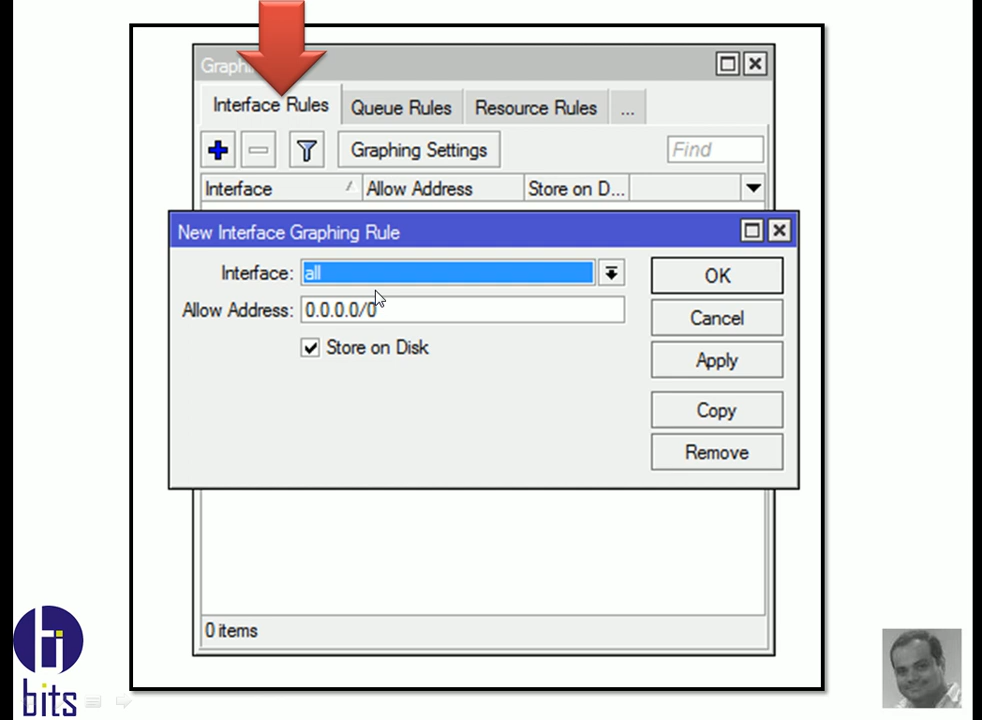 Graph
Interface Rules
Queue Rules
Resource Rules
...
Graphing Settings
Find
Interface
Allow Address
Store on D...
New Interface Graphing Rule
Interface:
all
OK
Allow Address:
0.0.0.0/0
Cancel
Store on Disk
Apply
Copy
Remove
0 items
bits